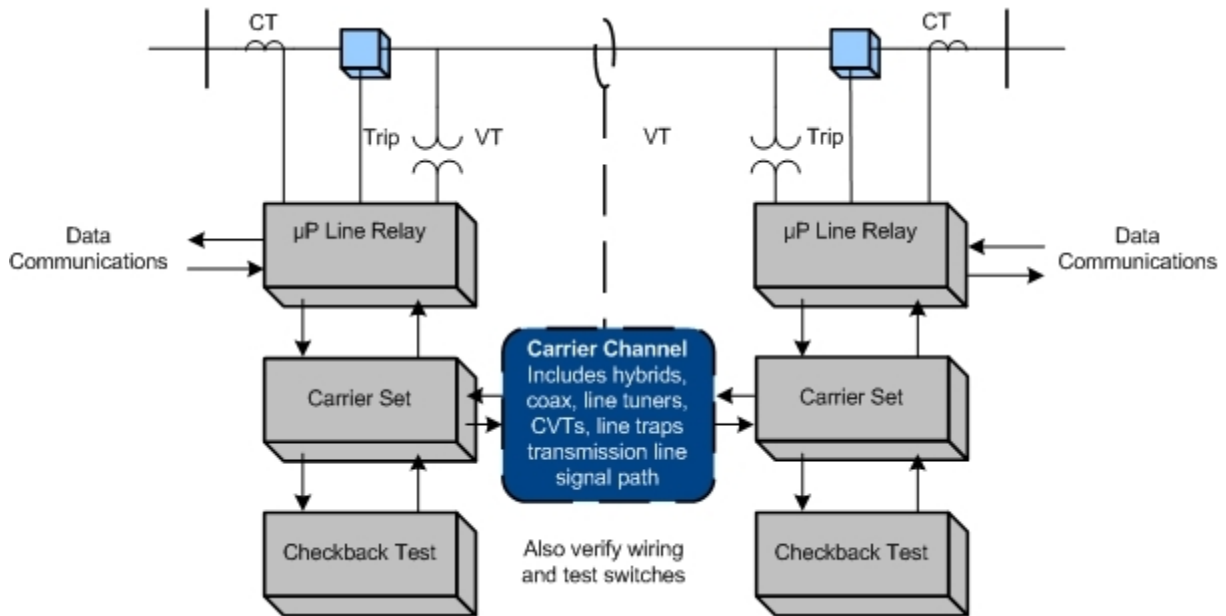 CT
CT
Trip
VT
VT
Trip
µP Line Relay
µP Line Relay
Data
Communications
Data
Communications
Carrier Set
Carrier Channel
Includes hybrids,
coax, line tuners,
CVTs, line traps
transmission line
signal path
Carrier Set
Checkback Test
Also verify wiring
and test switches
Checkback Test